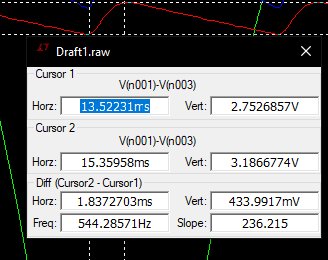 Draft1.raw
Cursor 1
V(n001)-V(n003)
Horz: 13.52231ms Vert: 2.7526857V
Cursor 2
V(n001)-V(n003)
Horz: 15.35958ms Vert: 3.1866774V
Diff (Cursor2 - Cursor1)
Horz: 1.8372703ms Vert: 433.9917mV
Freq: 544.28571Hz Slope: 236.215